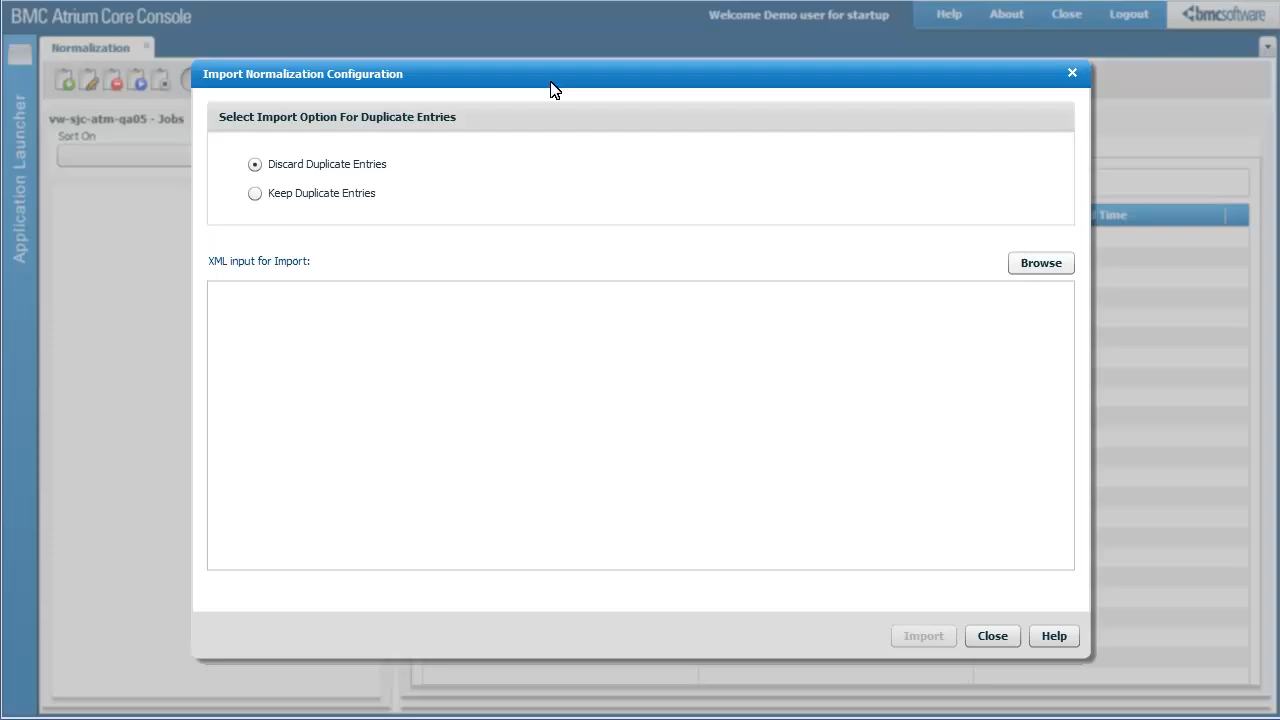 BMC Atrium Core Console
Welcome Demo user for startup
Help
About
Close
Logout
bmcsoftware
Normalization
Application Launcher
vw-sjc-atm-qa05 - Jobs
Sort On
Import Normalization Configuration
Select Import Option For Duplicate Entries
Discard Duplicate Entries
Keep Duplicate Entries
XML input for Import:
Browse
Time
Import
Close
Help